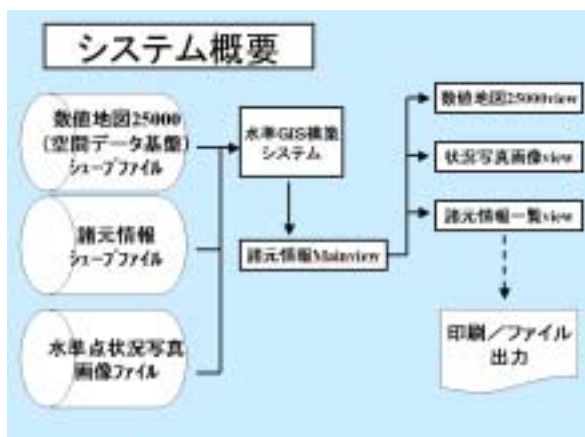 システム概要
数値地図25000
(空間データ基盤)
シェープファイル
諸元情報
シェープファイル
水準点状況写真
画像ファイル
水準GIS構築
システム
諸元情報Mainview
数値地図25000view
状況写真画像view
諸元情報一覧view
印刷／ファイル
出力